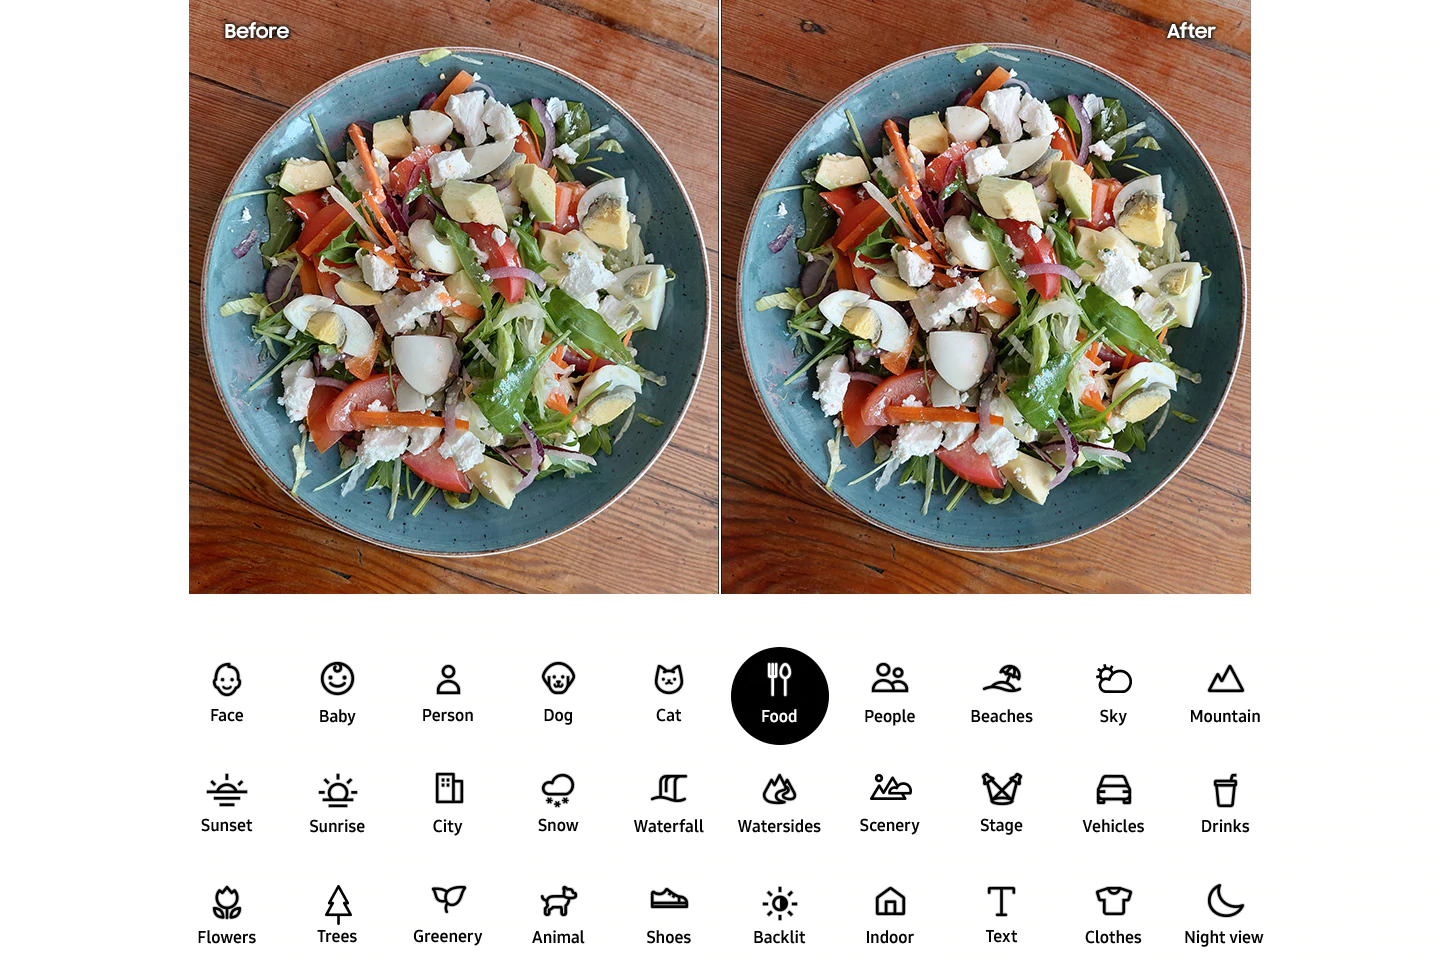 Before
After
Face
Baby
Person
Dog
Cat
Food
People
Beaches
Sky
Mountain
Sunset
Sunrise
City
Snow
Waterfall
Watersides
Scenery
Stage
Vehicles
Drinks
Flowers
Trees
Greenery
Animal
Shoes
Backlit
Indoor
Text
Clothes
Night view